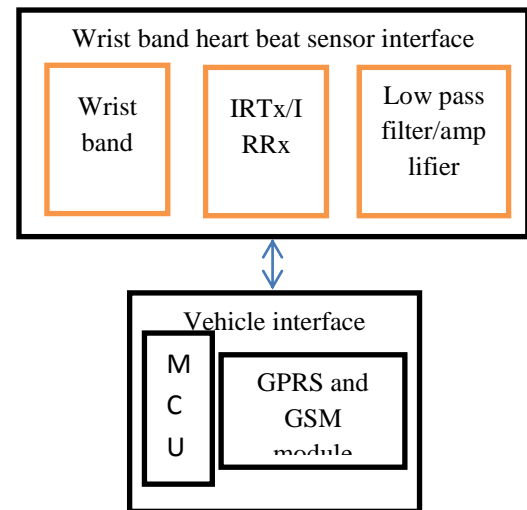 Wrist band heart beat sensor interface
Wrist
band
IRTx/I
RRx
Low pass
filter/amp
lifier
Vehicle interface
M
C
U
GPRS and
GSM
module